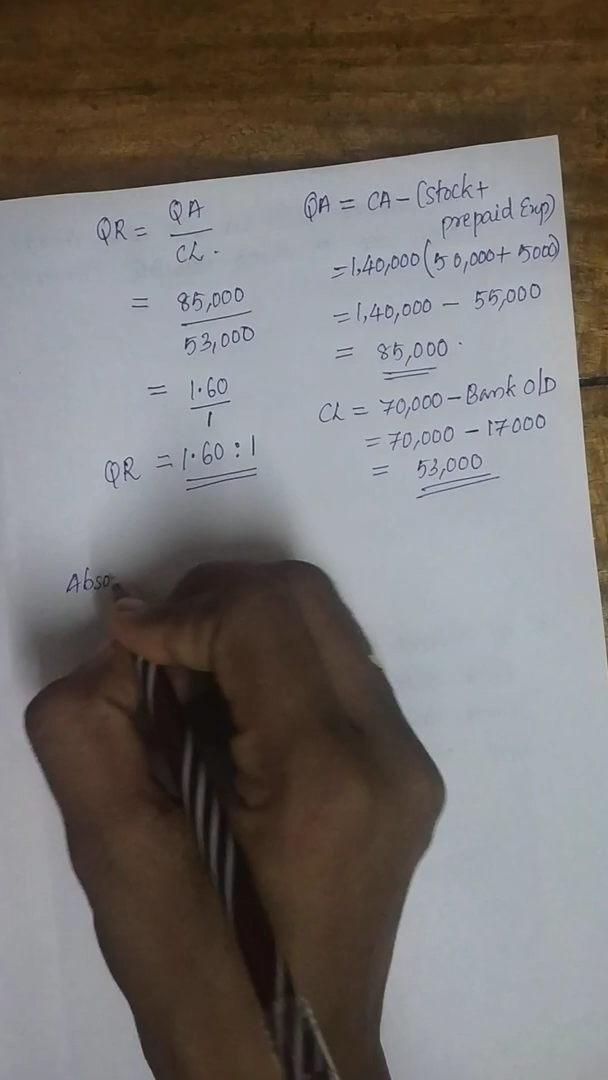 QR = QA / CL.
= 85,000 / 53,000
= 1.60 / 1
QR = 1.60 : 1
QA = CA - (stock +
prepaid Exp)
= 1,40,000 (50,000 + 5000)
= 1,40,000 - 55,000
= 85,000.
CL = 70,000 - Bank O/D
= 70,000 - 17000
= 53,000
Abso